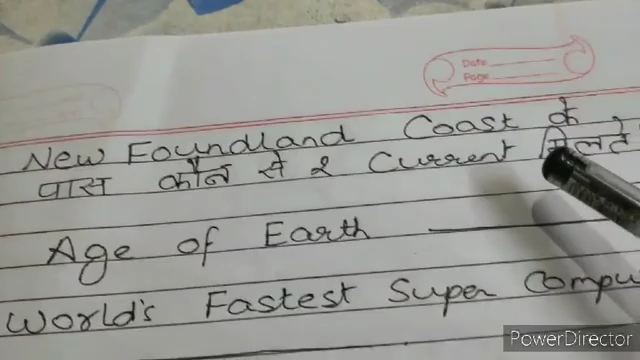 Date
Page
New Foundland Coast के
पास कौन से 2 Current मिलते
Age of Earth
World's Fastest Super Compu
PowerDirector